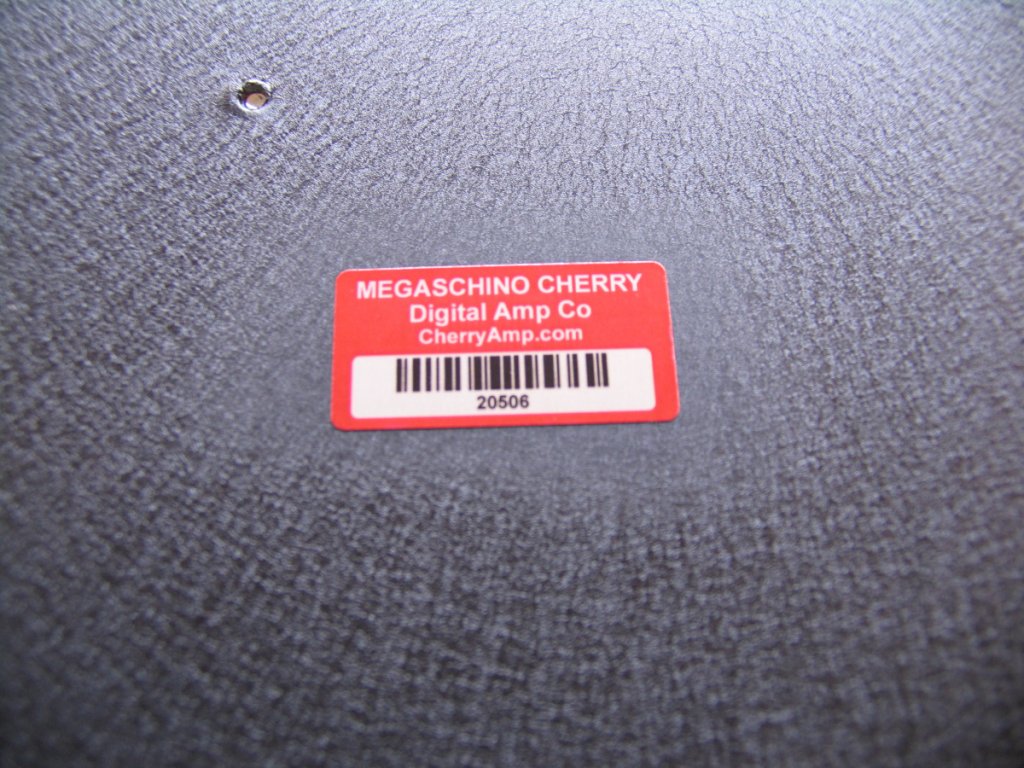 MEGASCHINO CHERRY
Digital Amp Co
CherryAmp.com
20506